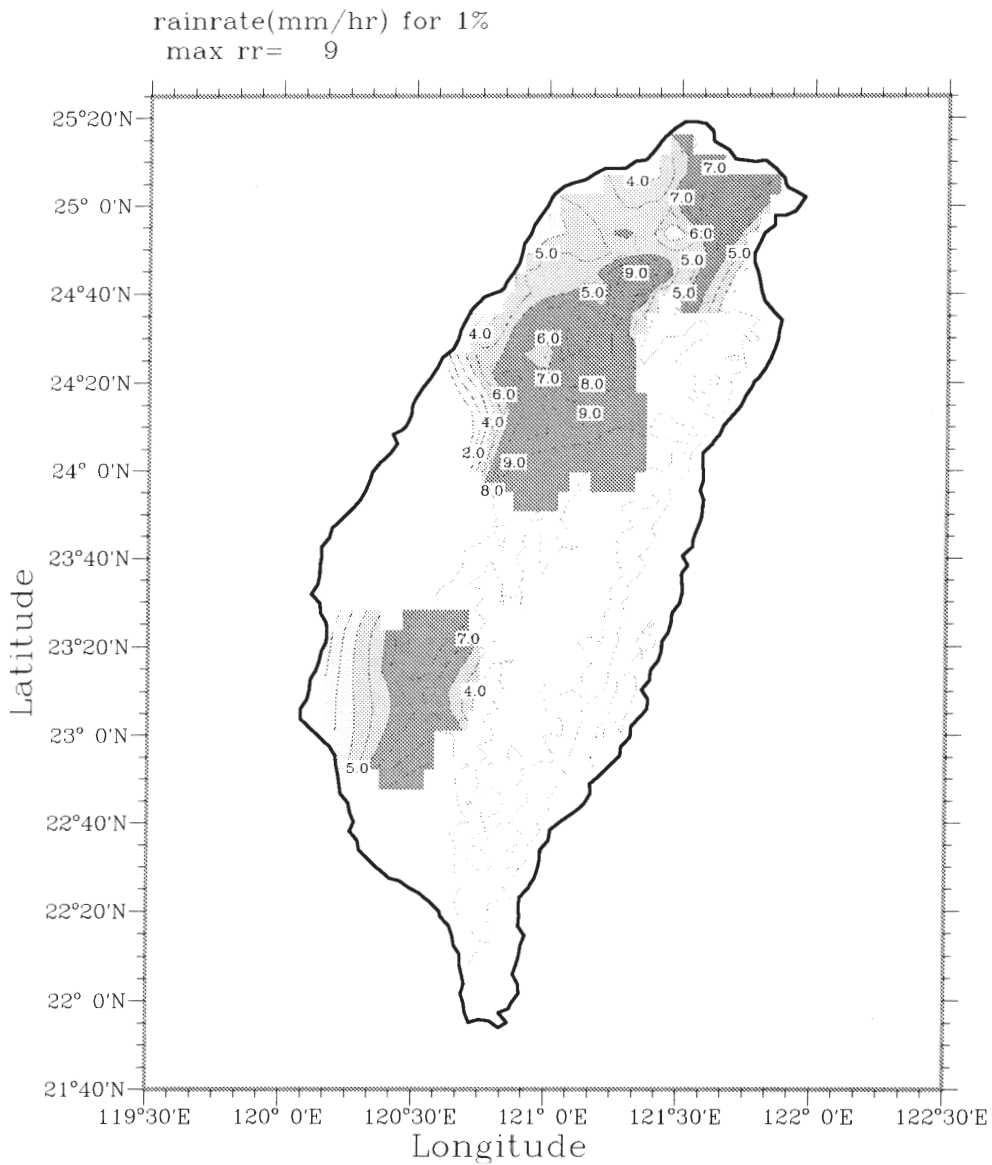 rainrate(mm/hr) for 1%
max rr= 9
25°20'N
7.0
4.0
7.0
25° 0'N
6.0
5.0
5.0
5.0
9.0
24°40'N
5.0
5.0
4.0
6.0
24°20'N
7.0
8.0
6.0
9.0
4.0
2.0
9.0
24° 0'N
8.0
23°40'N
23°20'N
7.0
4.0
23° 0'N
5.0
22°40'N
22°20'N
22° 0'N
21°40'N
Latitude
119°30'E 120° 0'E 120°30'E 121° 0'E 121°30'E 122° 0'E 122°30'E
Longitude